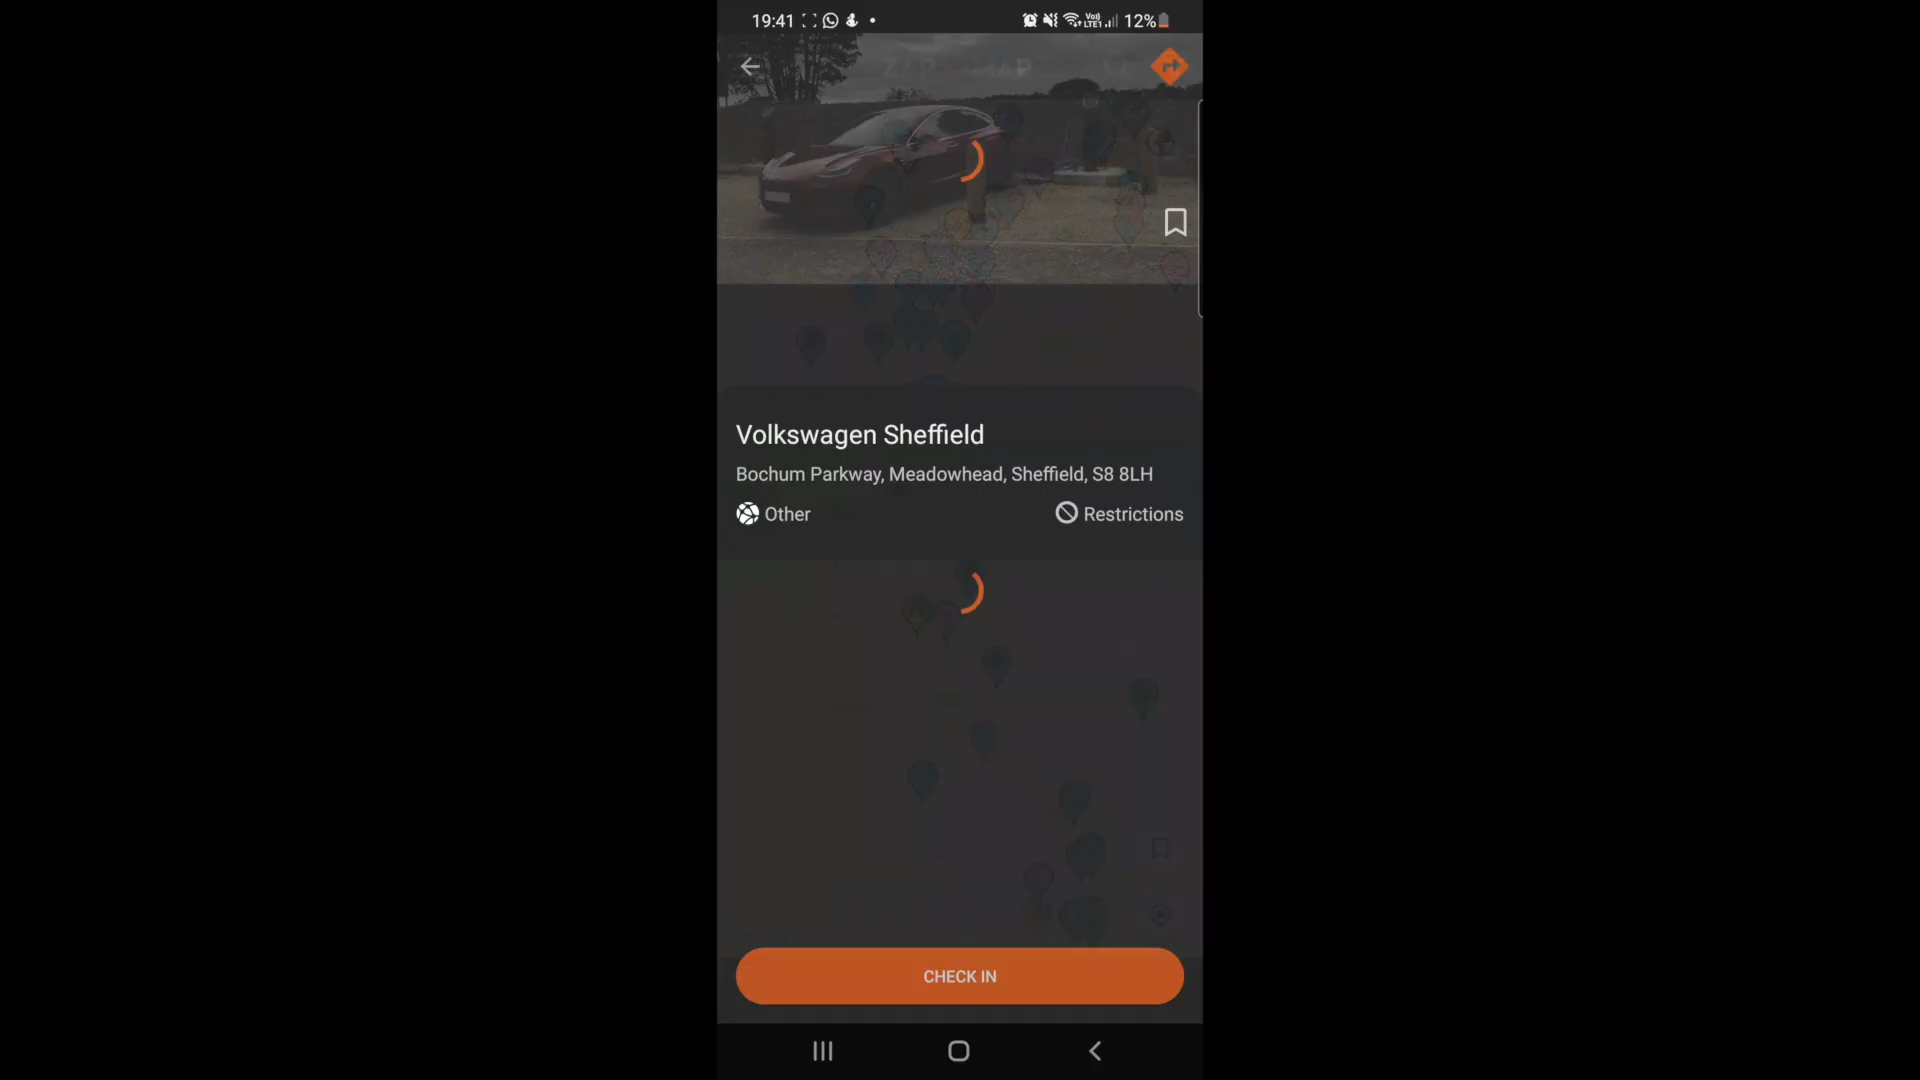 19:41 12%
Volkswagen Sheffield
Bochum Parkway, Meadowhead, Sheffield, S8 8LH
Other Restrictions
CHECK IN